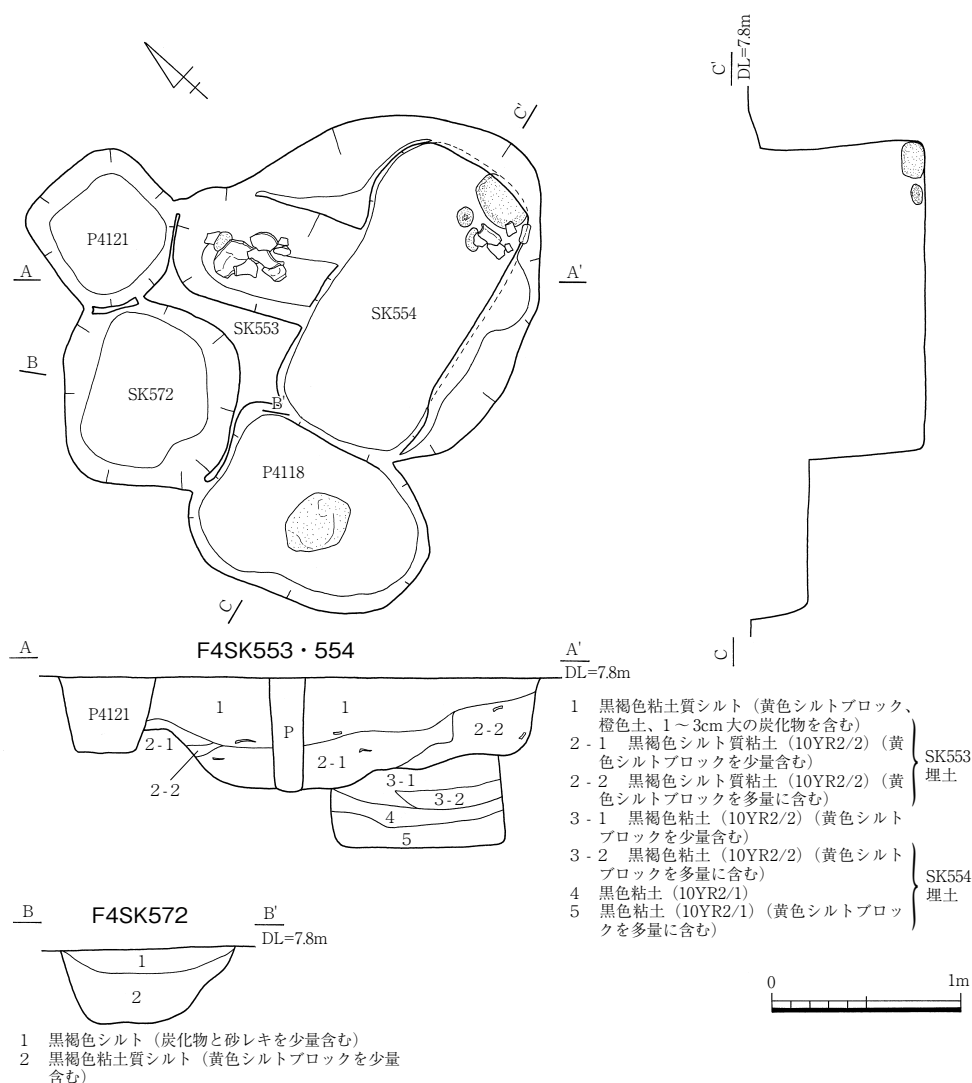 C'
DL=7.8m
C'
P4121
A
A'
SK554
SK553
B
SK572
B'
P4118
C
C
A
F4SK553・554
A'
DL=7.8m
P4121
1
P
1
2-2
2-1
2-1
2-2
3-1
3-2
4
5
1 黒褐色粘土質シルト（黄色シルトブロック、
橙色土、1～3cm大の炭化物を含む）
2-1 黒褐色シルト質粘土（10YR2/2）（黄
色シルトブロックを少量含む）
2-2 黒褐色シルト質粘土（10YR2/2）（黄
色シルトブロックを多量に含む）
SK553
埋土
3-1 黒褐色粘土（10YR2/2）（黄色シルト
ブロックを少量含む）
3-2 黒褐色粘土（10YR2/2）（黄色シルト
ブロックを多量に含む）
4 黒色粘土（10YR2/1）
5 黒色粘土（10YR2/1）（黄色シルトブロッ
クを多量に含む）
SK554
埋土
B
F4SK572
B'
DL=7.8m
1
2
0
1m
1 黒褐色シルト（炭化物と砂レキを少量含む）
2 黒褐色粘土質シルト（黄色シルトブロックを少量
含む）